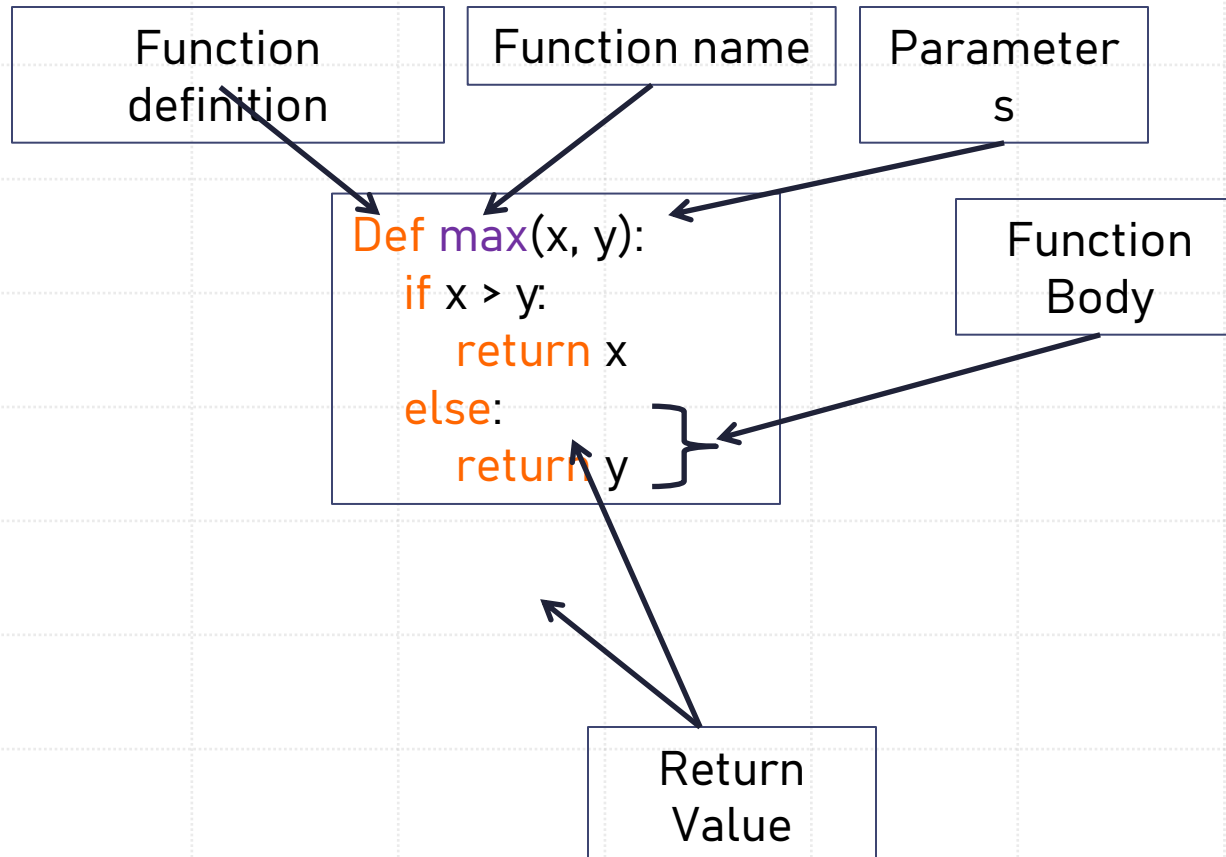 Function
definition
Function name
Parameter
s
Def max(x, y):
if x > y:
return x
else:
return y
Function
Body
Return
Value